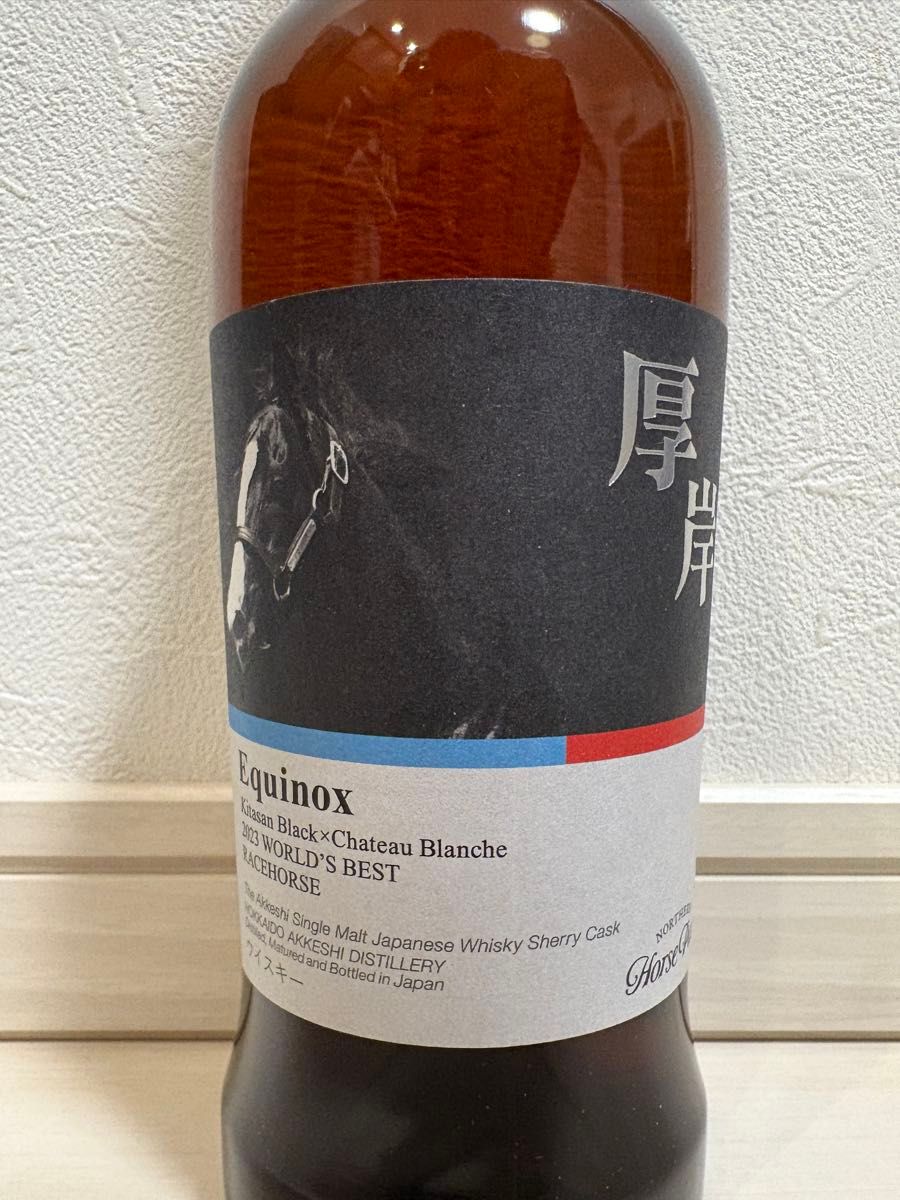 厚岸
Equinox
Kitasan Black×Chateau Blanche
2023 WORLD'S BEST
RACEHORSE
The Akkeshi Single Malt Japanese Whisky Sherry Cask
HOKKAIDO AKKESHI DISTILLERY
Distilled, Matured and Bottled in Japan
ウイスキー
Horse